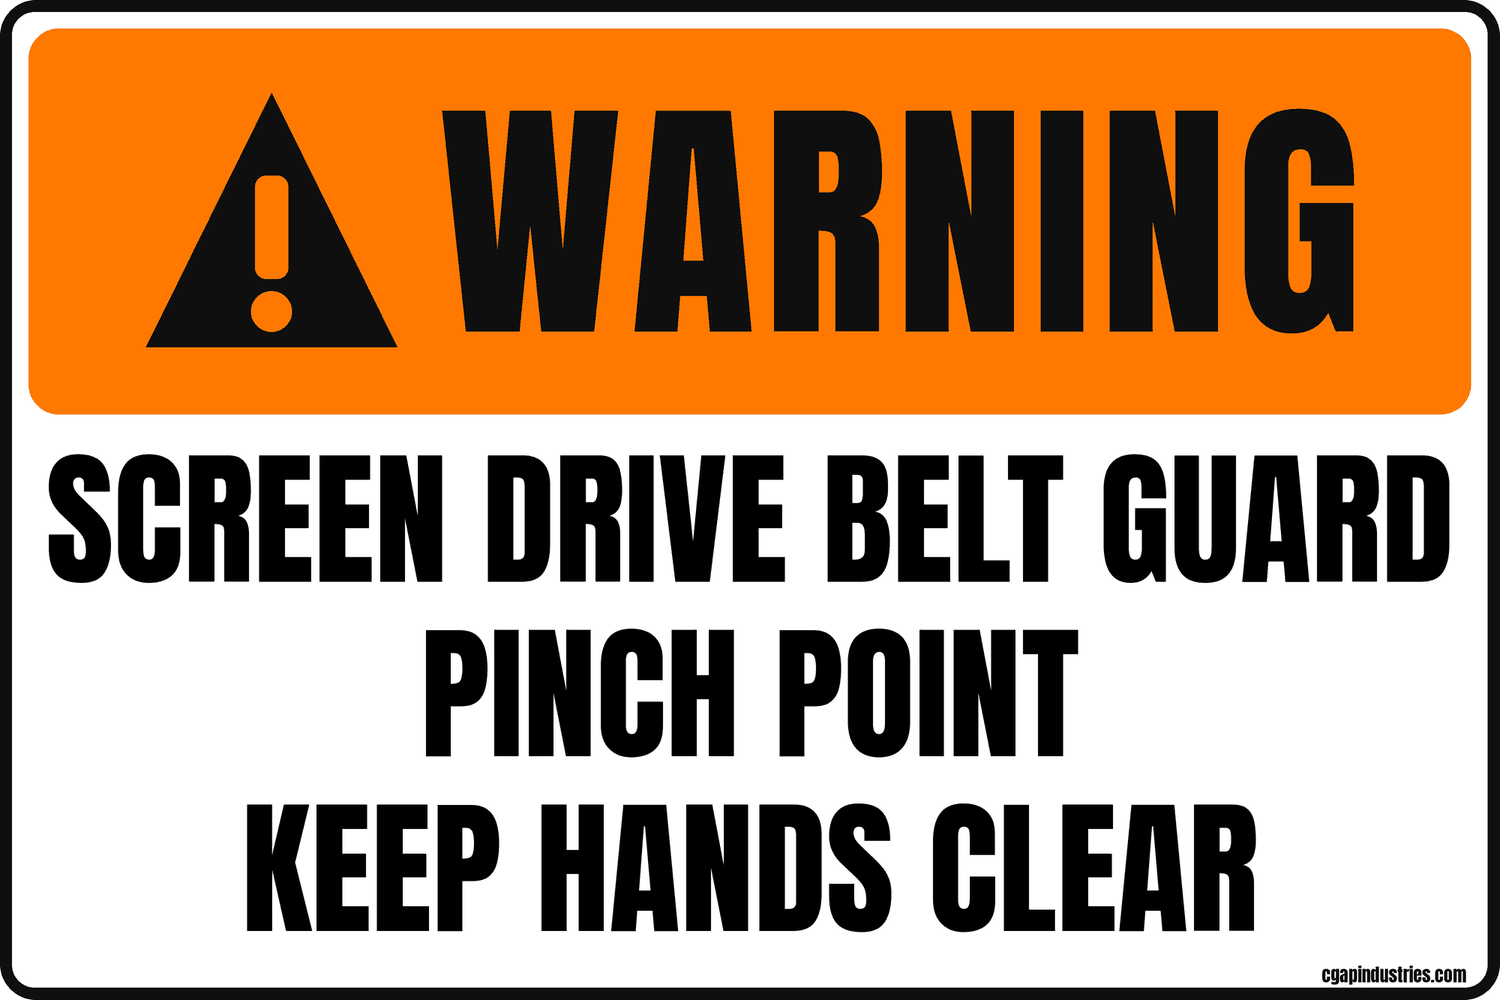 WARNING
SCREEN DRIVE BELT GUARD
PINCH POINT
KEEP HANDS CLEAR
cgapindustries.com